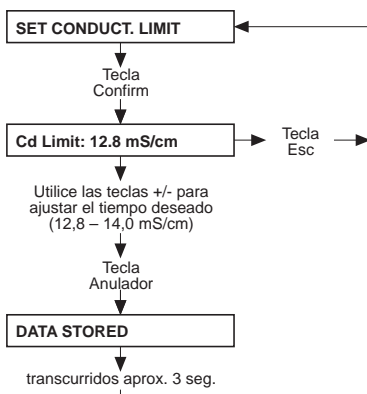 SET CONDUCT. LIMIT
Tecla
Confirm
Cd Limit: 12.8 mS/cm
Tecla
Esc
Utilice las teclas +/- para
ajustar el tiempo deseado
(12,8 – 14,0 mS/cm)
Tecla
Anulador
DATA STORED
transcurridos aprox. 3 seg.